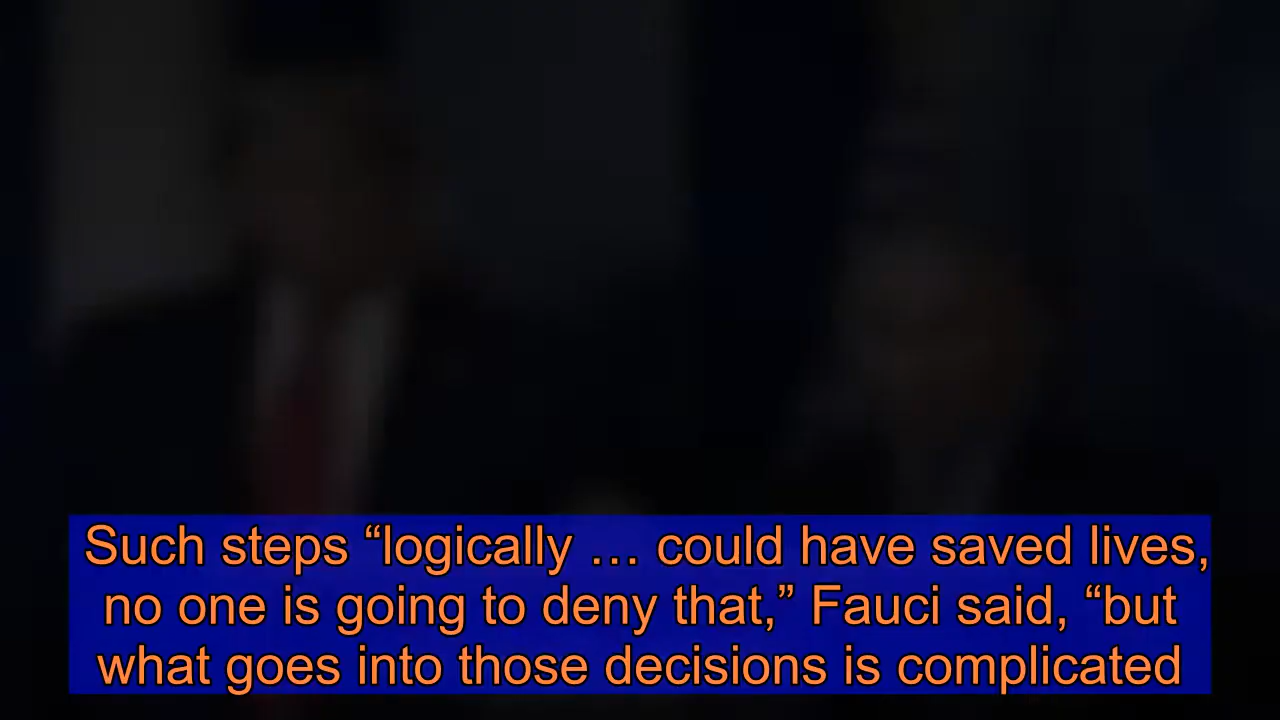 Such steps “logically … could have saved lives,
no one is going to deny that,” Fauci said, “but
what goes into those decisions is complicated